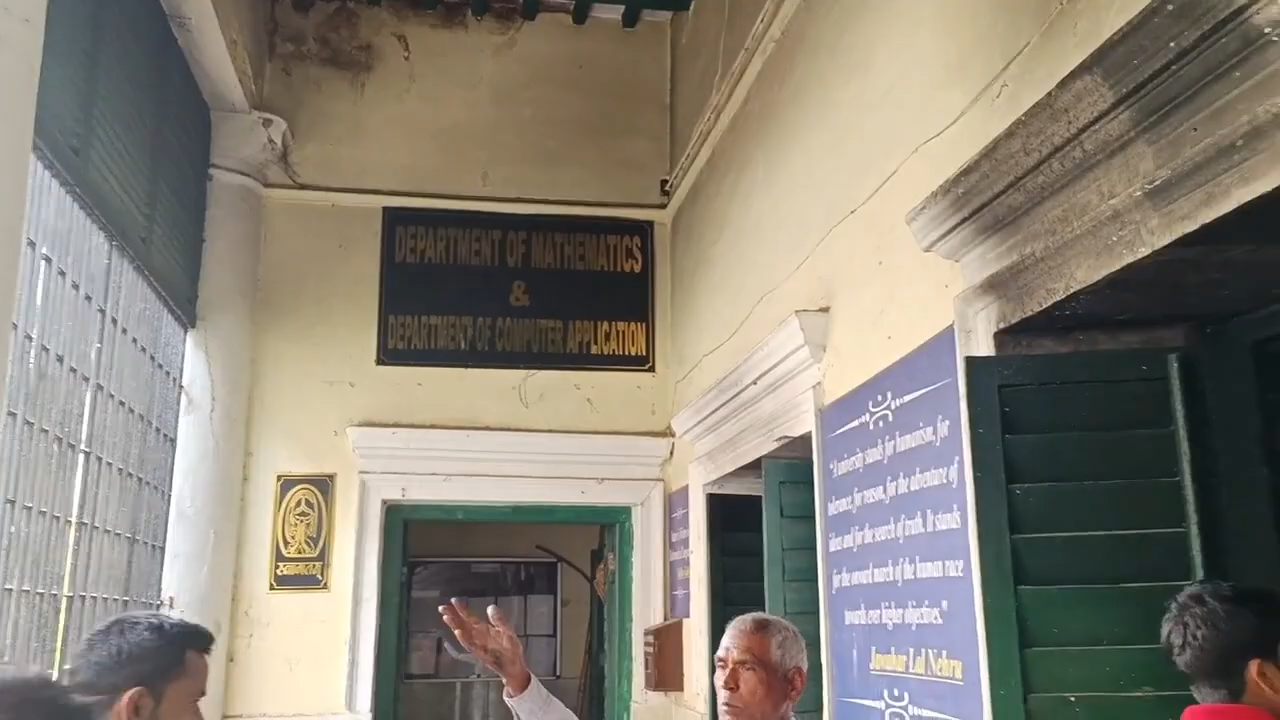 DEPARTMENT OF MATHEMATICS
&
DEPARTMENT OF COMPUTER APPLICATION
स्वागतम्
"A university stands for humanism, for
tolerance, for reason, for the adventure of
ideas and for the search of truth. It stands
for the onward march of the human race
towards ever higher objectives."
Jawahar Lal Nehru